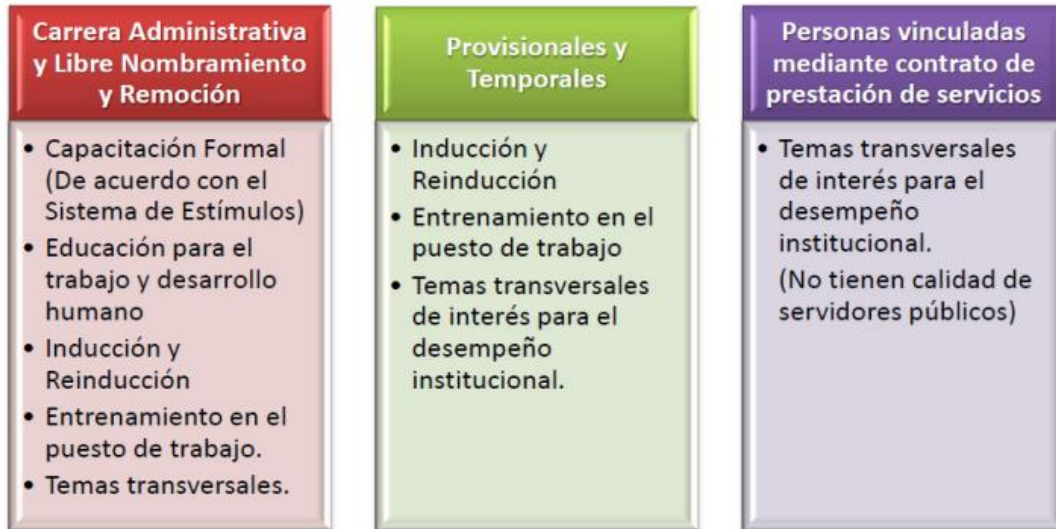 Carrera Administrativa
y Libre Nombramiento
y Remoción
• Capacitación Formal
(De acuerdo con el
Sistema de Estímulos)
• Educación para el
trabajo y desarrollo
humano
• Inducción y
Reinducción
• Entrenamiento en el
puesto de trabajo.
• Temas transversales.
Provisionales y
Temporales
• Inducción y
Reinducción
• Entrenamiento en el
puesto de trabajo
• Temas transversales
de interés para el
desempeño
institucional.
Personas vinculadas
mediante contrato de
prestación de servicios
• Temas transversales
de interés para el
desempeño
institucional.
(No tienen calidad de
servidores públicos)